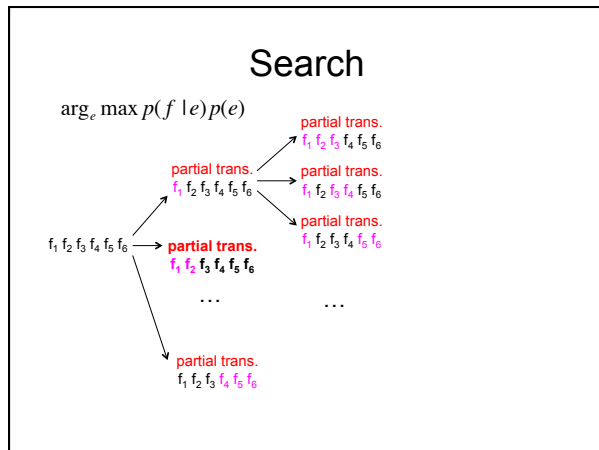 Search
arg_e max p(f | e)p(e)
partial trans.
f₁ f₂ f₃ f₄ f₅ f₆
partial trans.
f₁ f₂ f₃ f₄ f₅ f₆
partial trans.
f₁ f₂ f₃ f₄ f₅ f₆
partial trans.
f₁ f₂ f₃ f₄ f₅ f₆
f₁ f₂ f₃ f₄ f₅ f₆
partial trans.
f₁ f₂ f₃ f₄ f₅ f₆
…
…
partial trans.
f₁ f₂ f₃ f₄ f₅ f₆